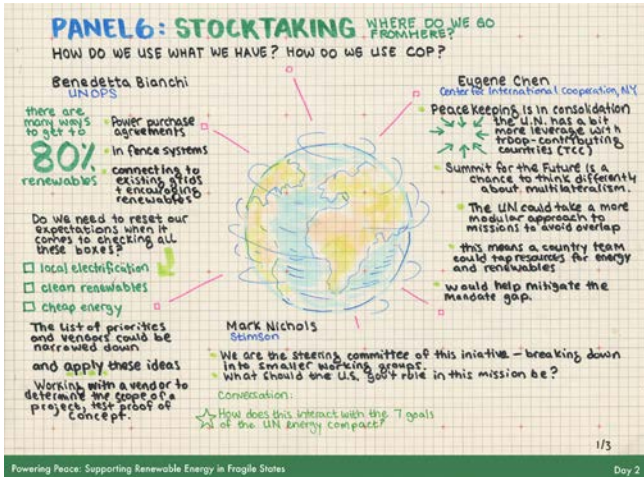 PANEL 6: STOCKTAKING WHERE DO WE GO
FROM HERE?
HOW DO WE USE WHAT WE HAVE? HOW DO WE USE COP?
Benedetta Bianchi
UNOPS
there are
many ways
to get to
80%
renewables
Power purchase
agreements
In fence systems
connecting to
existing grids
+ encouraging
renewables
Do we need to reset our
expectations when it
comes to checking all
these boxes?
local electrification
clean renewables
cheap energy
The list of priorities
and vendors could be
narrowed down
and apply these ideas
Working with a vendor to
determine the scope of a
project, test proof of
concept.
Eugene Chen
Center for International Cooperation, NY
Peacekeeping is in consolidation
the U.N. has a bit
more leverage with
troop-contributing
countries (TCC)
Summit for the Future is a
chance to think differently
about multilateralism.
The UN could take a more
modular approach to
missions to avoid overlap
this means a country team
could tap resources for energy
and renewables
would help mitigate the
mandate gap.
Mark Nichols
Stimson
We are the steering committee of this iniative – breaking down
into smaller working groups.
What should the U.S. gov't role in this mission be?
Conversation:
How does this interact with the 7 goals
of the UN energy compact?
1/3
Powering Peace: Supporting Renewable Energy in Fragile States
Day 2